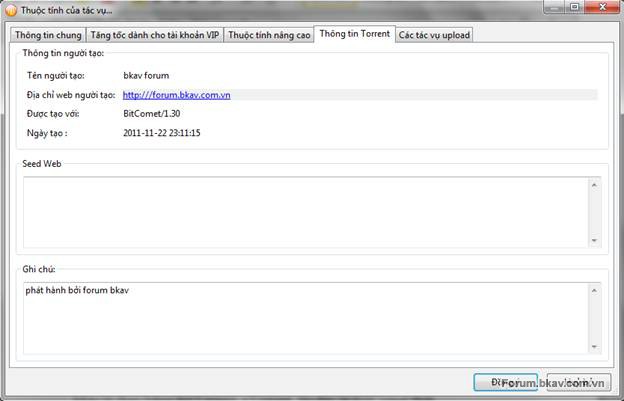 Thuộc tính của tác vụ...
Thông tin chung
Tăng tốc dành cho tài khoản VIP
Thuộc tính nâng cao
Thông tin Torrent
Các tác vụ upload
Thông tin người tạo:
Tên người tạo: bkav forum
Địa chỉ web người tạo: http:///forum.bkav.com.vn
Được tạo với: BitComet/1.30
Ngày tạo : 2011-11-22 23:11:15
Seed Web
Ghi chú:
phát hành bởi forum bkav
Forum.bkav.com.vn